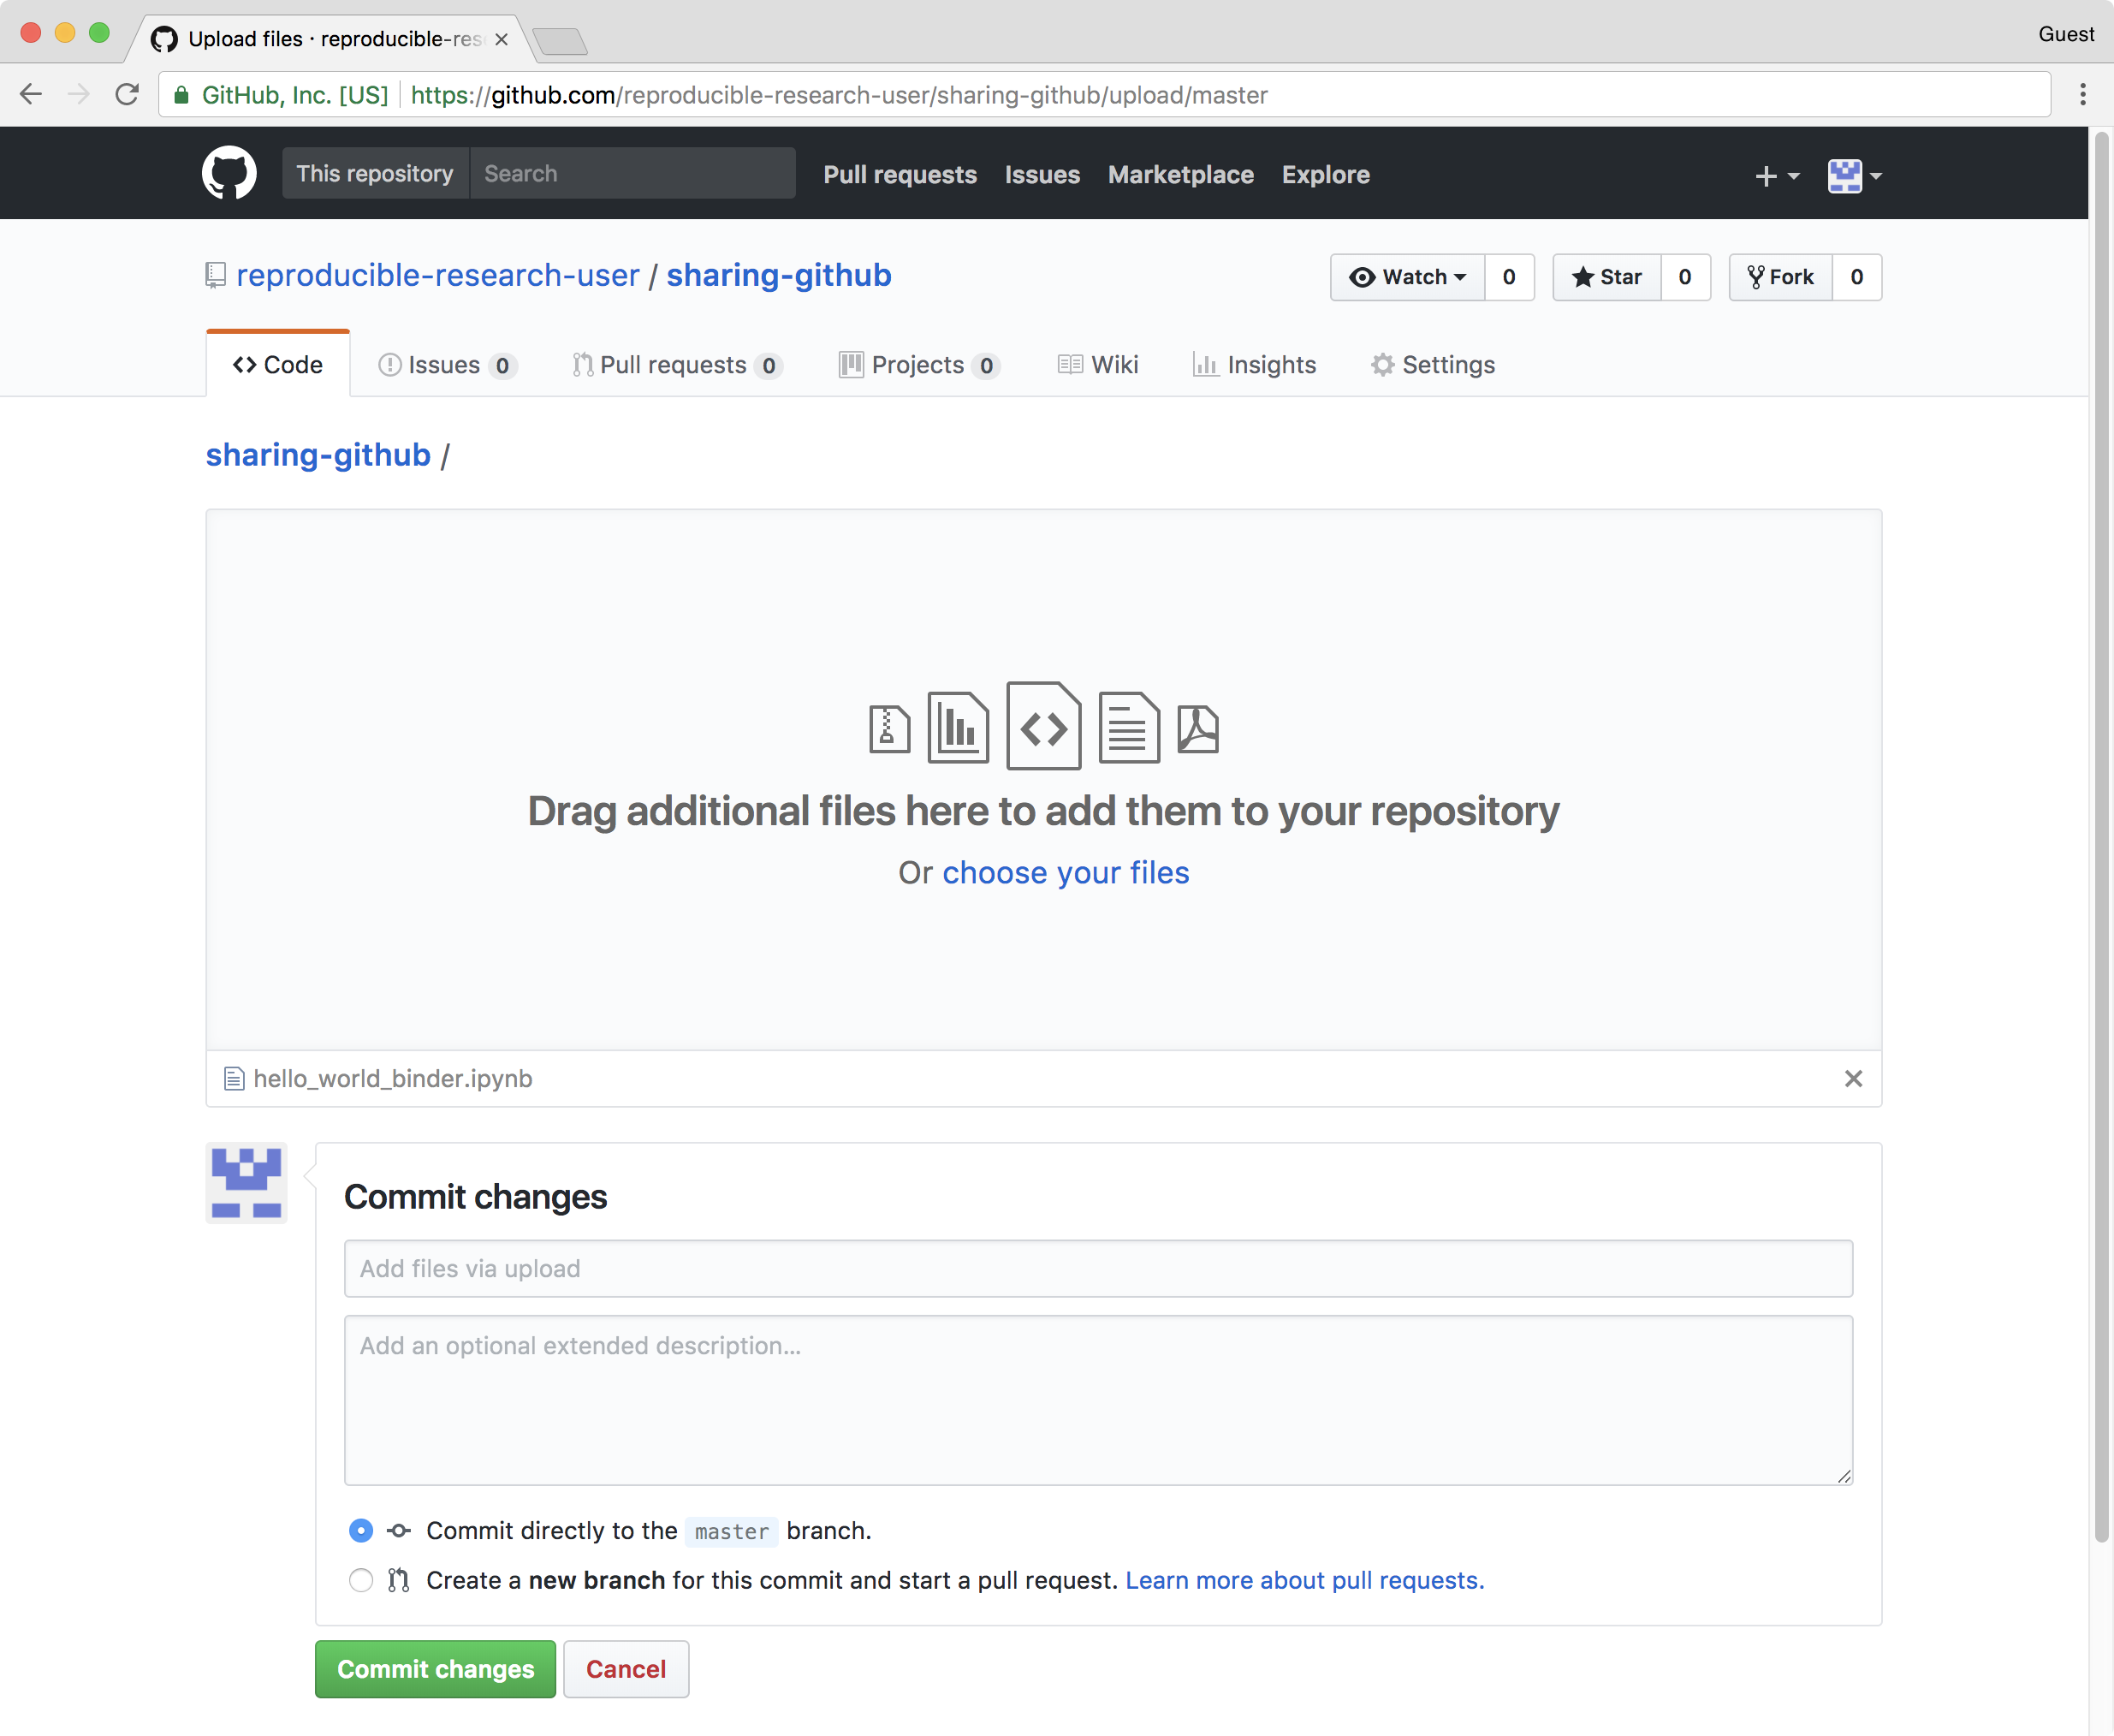 Upload files · reproducible-res
Guest
GitHub, Inc. [US] https://github.com/reproducible-research-user/sharing-github/upload/master
This repository Search Pull requests Issues Marketplace Explore
reproducible-research-user / sharing-github
Watch 0 Star 0 Fork 0
Code Issues 0 Pull requests 0 Projects 0 Wiki Insights Settings
sharing-github /
Drag additional files here to add them to your repository
Or choose your files
hello_world_binder.ipynb
Commit changes
Add files via upload
Add an optional extended description...
Commit directly to the master branch.
Create a new branch for this commit and start a pull request. Learn more about pull requests.
Commit changes Cancel